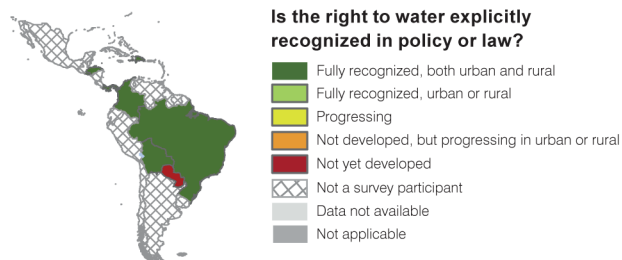 Is the right to water explicitly
recognized in policy or law?
Fully recognized, both urban and rural
Fully recognized, urban or rural
Progressing
Not developed, but progressing in urban or rural
Not yet developed
Not a survey participant
Data not available
Not applicable